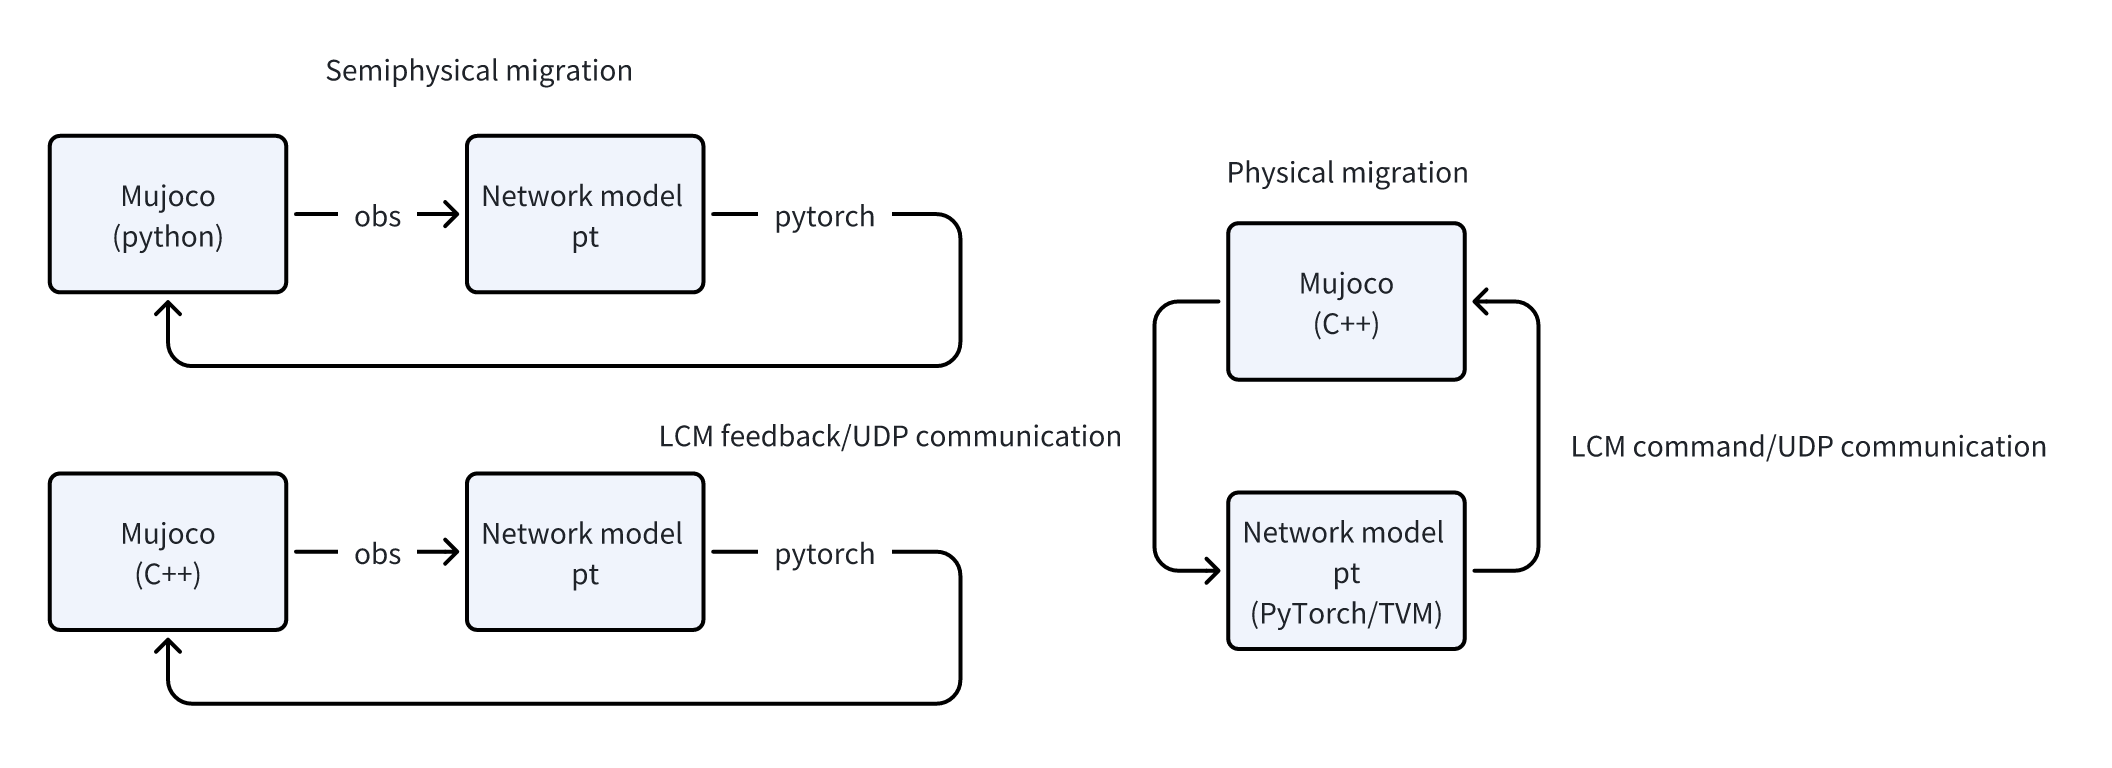 Semiphysical migration
Mujoco
(python)
obs
Network model
pt
pytorch
Mujoco
(C++)
obs
Network model
pt
pytorch
Physical migration
Mujoco
(C++)
LCM feedback/UDP communication
LCM command/UDP communication
Network model
pt
(PyTorch/TVM)